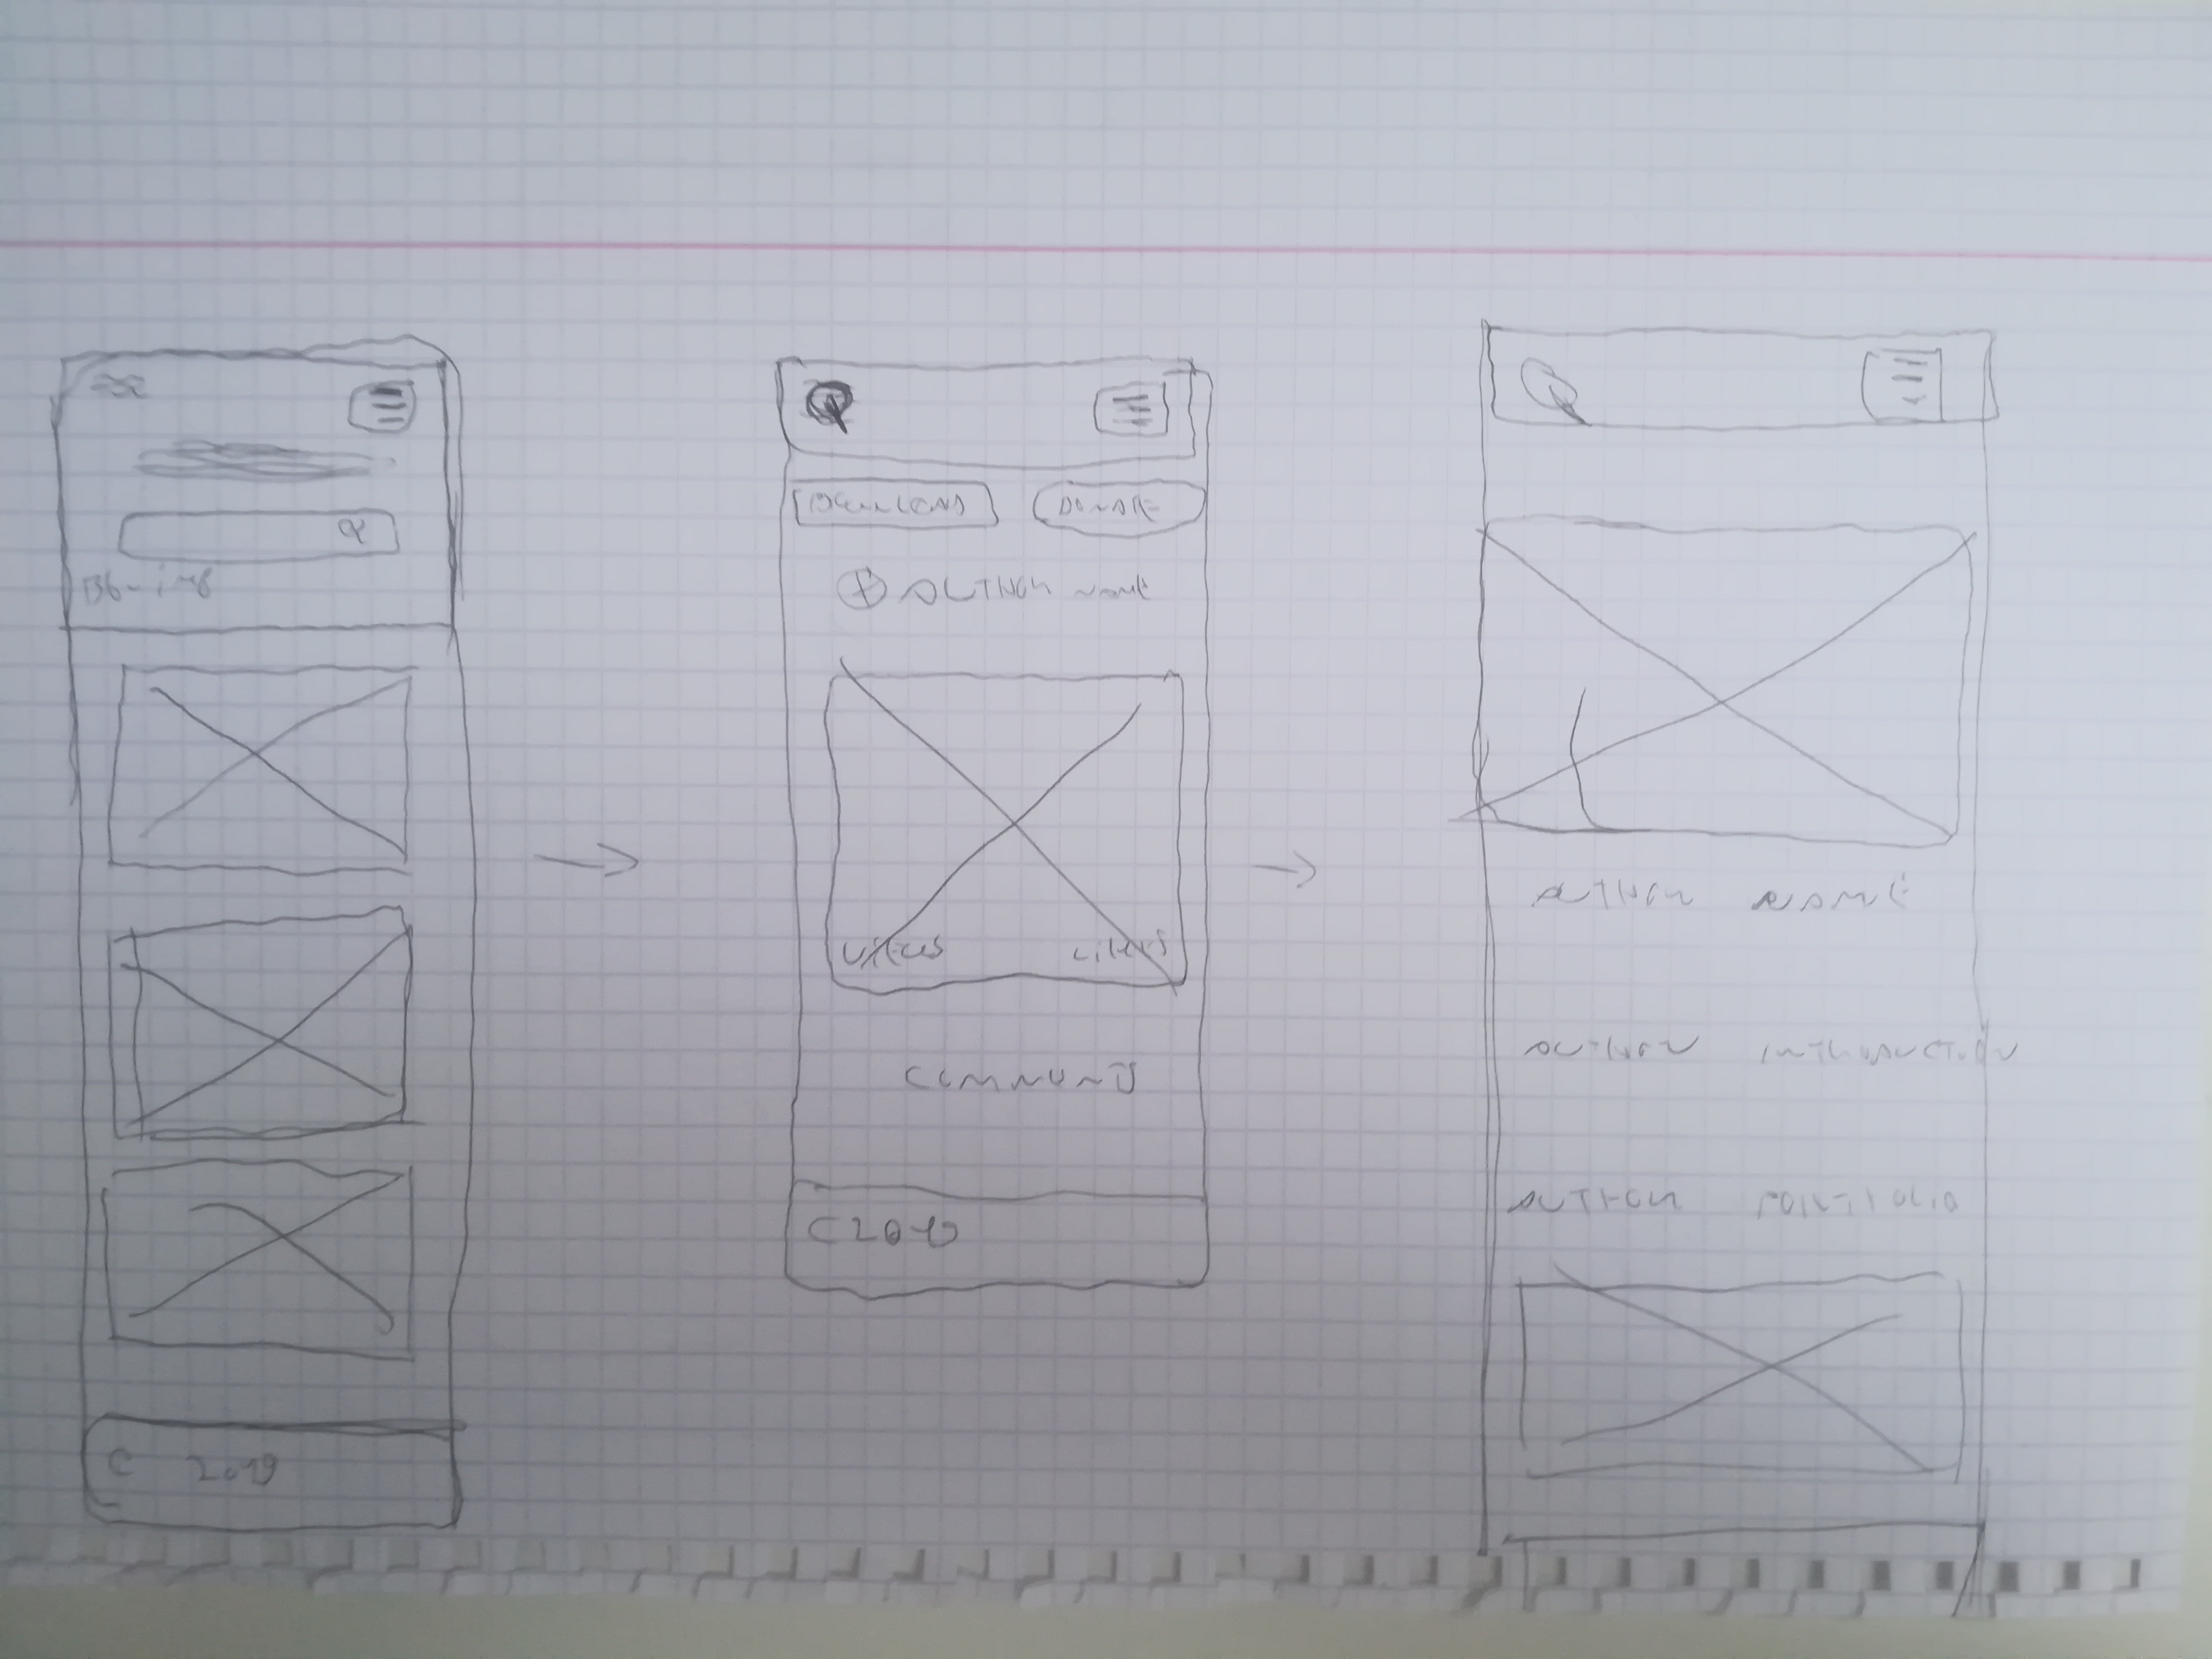 BG-img
C 2019
DOWNLOAD
DONATE
AUTHOR NAME
VIEWS
LIKES
COMMENTS
C2019
AUTHOR NAME
AUTHOR INTRODUCTION
AUTHOR PORTFOLIO